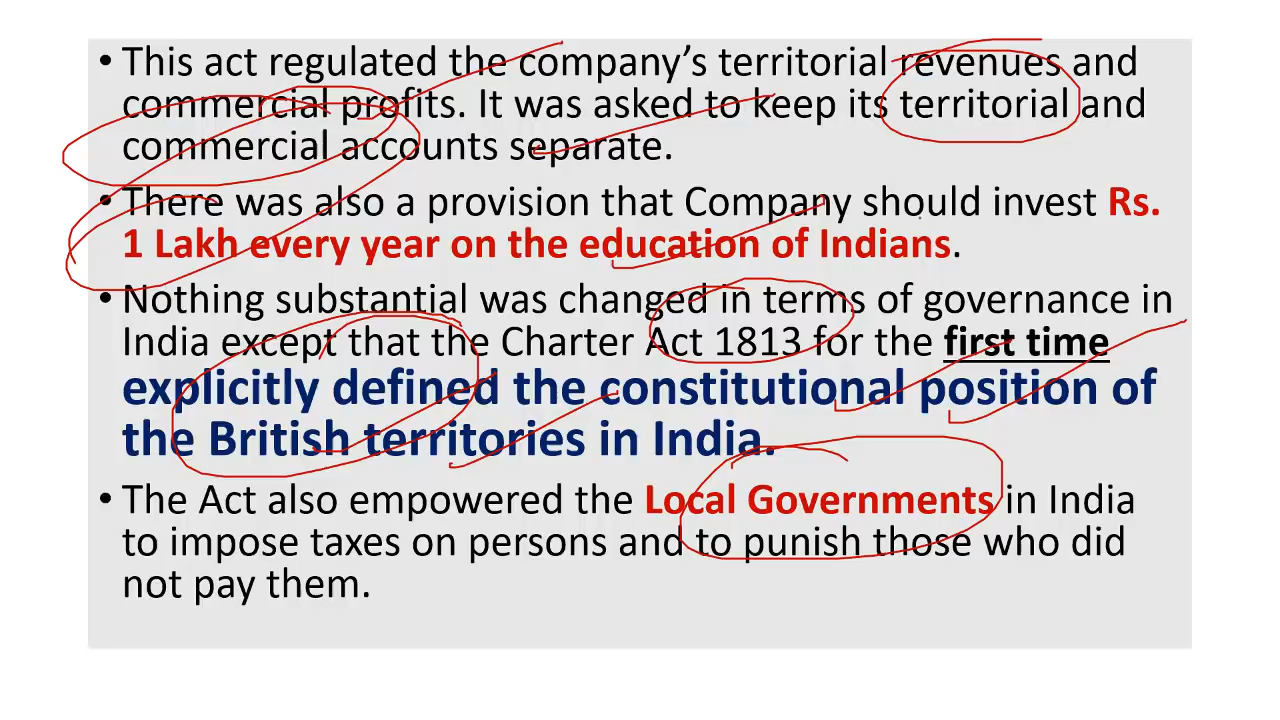 • This act regulated the company’s territorial revenues and
commercial profits. It was asked to keep its territorial and
commercial accounts separate.
• There was also a provision that Company should invest Rs.
1 Lakh every year on the education of Indians.
• Nothing substantial was changed in terms of governance in
India except that the Charter Act 1813 for the first time
explicitly defined the constitutional position of
the British territories in India.
• The Act also empowered the Local Governments in India
to impose taxes on persons and to punish those who did
not pay them.